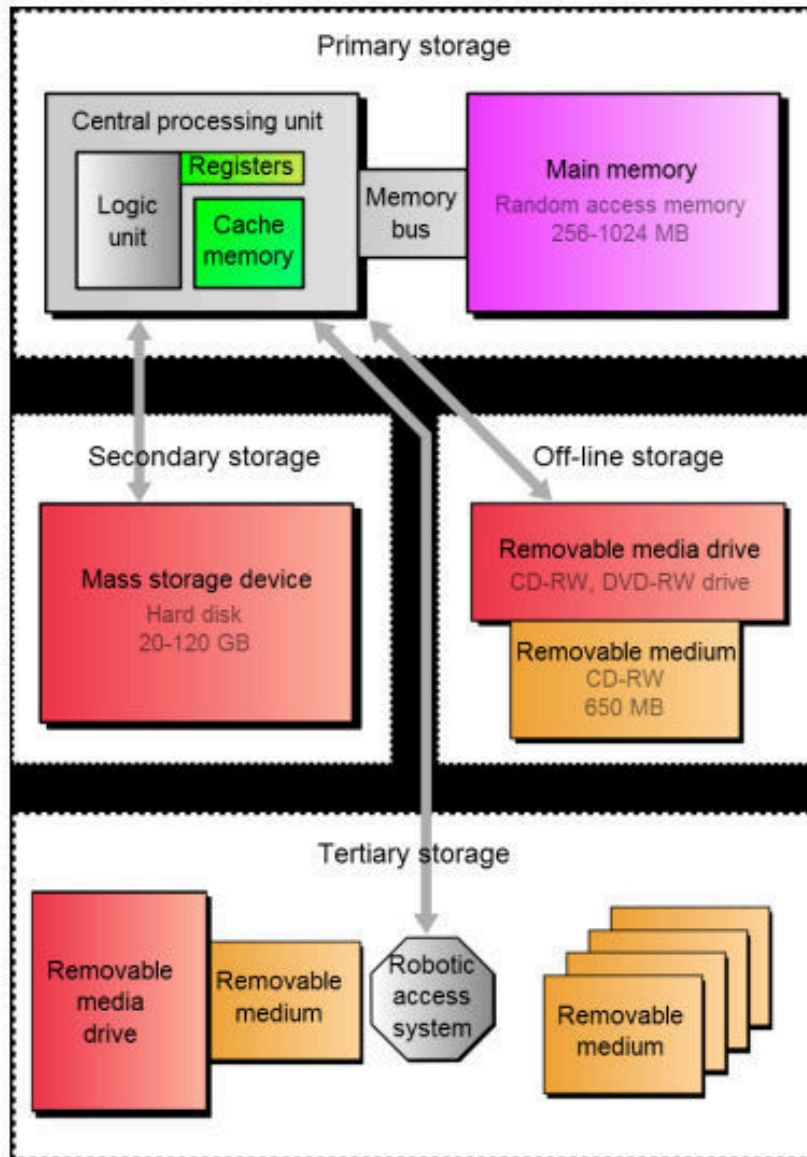 Primary storage
Central processing unit
Registers
Logic
unit
Cache
memory
Memory
bus
Main memory
Random access memory
256-1024 MB
Secondary storage
Mass storage device
Hard disk
20-120 GB
Off-line storage
Removable media drive
CD-RW, DVD-RW drive
Removable medium
CD-RW
650 MB
Tertiary storage
Removable
media
drive
Removable
medium
Robotic
access
system
Removable
medium